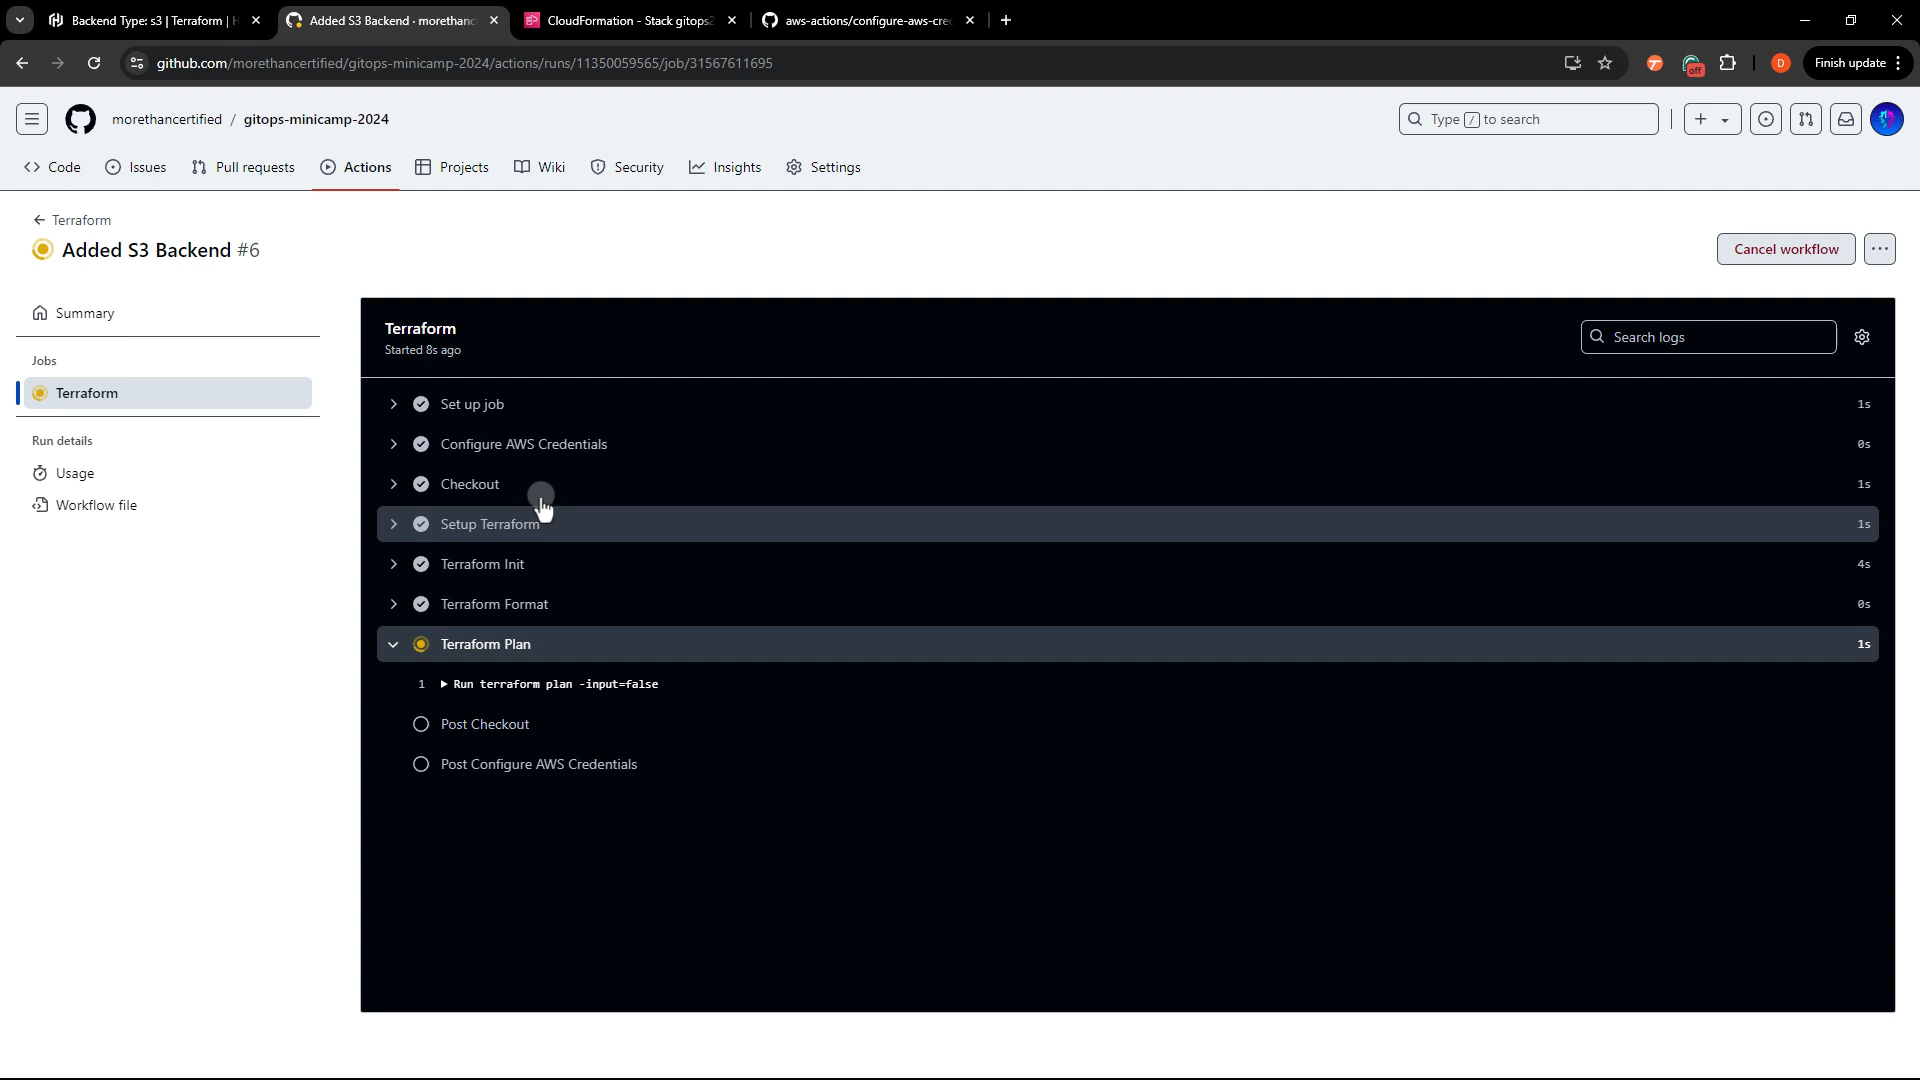 Backend Type: s3 | Terraform | H
Added S3 Backend · morethanc
CloudFormation - Stack gitops2
aws-actions/configure-aws-cre
github.com/morethancertified/gitops-minicamp-2024/actions/runs/11350059565/job/31567611695
off
D
Finish update
morethancertified / gitops-minicamp-2024
Type / to search
Code
Issues
Pull requests
Actions
Projects
Wiki
Security
Insights
Settings
Terraform
Added S3 Backend #6
Cancel workflow
Summary
Jobs
Terraform
Run details
Usage
Workflow file
Terraform
Started 8s ago
Search logs
Set up job 1s
Configure AWS Credentials 0s
Checkout 1s
Setup Terraform 1s
Terraform Init 4s
Terraform Format 0s
Terraform Plan 1s
1 Run terraform plan -input=false
Post Checkout
Post Configure AWS Credentials